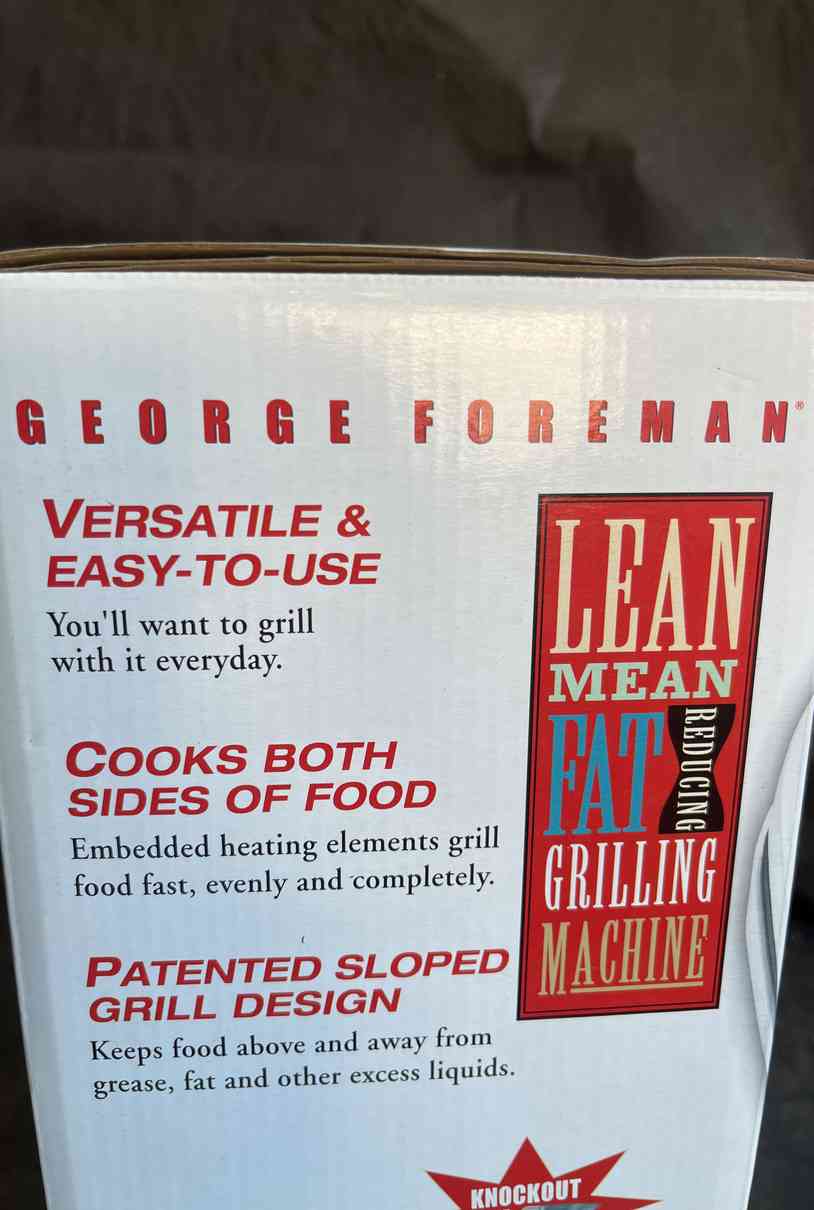 GEORGE FOREMAN®
VERSATILE &
EASY-TO-USE
You'll want to grill
with it everyday.
COOKS BOTH
SIDES OF FOOD
Embedded heating elements grill
food fast, evenly and completely.
PATENTED SLOPED
GRILL DESIGN
Keeps food above and away from
grease, fat and other excess liquids.
LEAN
MEAN
FAT
REDUCING
GRILLING
MACHINE
KNOCKOUT